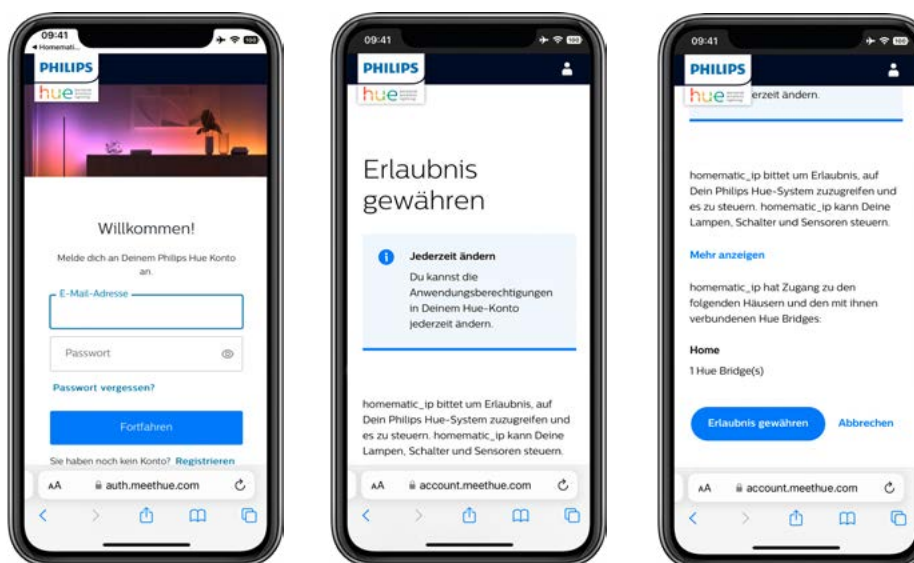 09:41
◀ Homemati...
100
PHILIPS
hue
Willkommen!
Melde dich an Deinem Philips Hue Konto
an.
E-Mail-Adresse
Passwort
Passwort vergessen?
Fortfahren
Sie haben noch kein Konto? Registrieren
AA auth.meethue.com
09:41
100
PHILIPS
hue
Erlaubnis
gewähren
Jederzeit ändern
Du kannst die
Anwendungsberechtigungen
in Deinem Hue-Konto
jederzeit ändern.
homematic_ip bittet um Erlaubnis, auf
Dein Philips Hue-System zuzugreifen und
es zu steuern. homematic_ip kann Deine
Lampen, Schalter und Sensoren steuern.
AA account.meethue.com
09:41
100
PHILIPS
hue
erzeit ändern.
homematic_ip bittet um Erlaubnis, auf
Dein Philips Hue-System zuzugreifen und
es zu steuern. homematic_ip kann Deine
Lampen, Schalter und Sensoren steuern.
Mehr anzeigen
homematic_ip hat Zugang zu den
folgenden Häusern und den mit ihnen
verbundenen Hue Bridges:
Home
1 Hue Bridge(s)
Erlaubnis gewähren Abbrechen
AA account.meethue.com